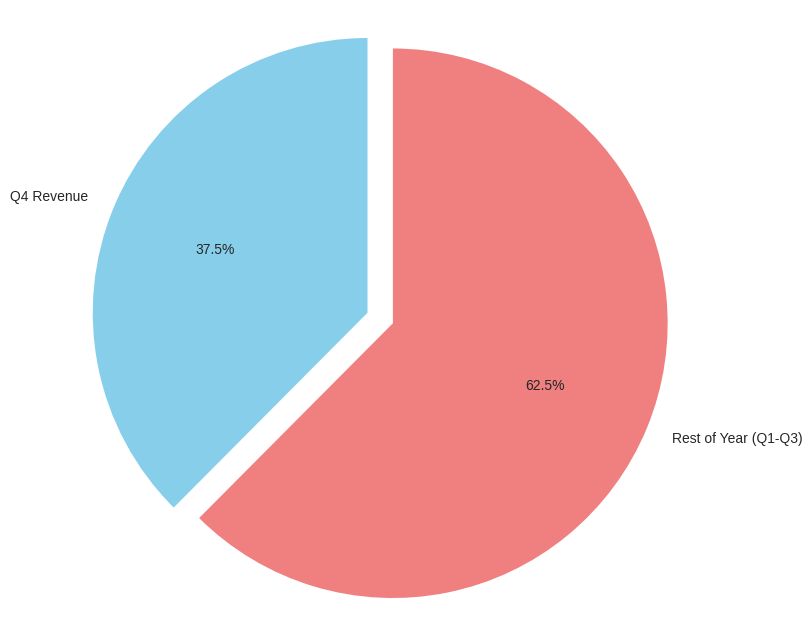 Q4 Revenue
37.5%
62.5%
Rest of Year (Q1-Q3)